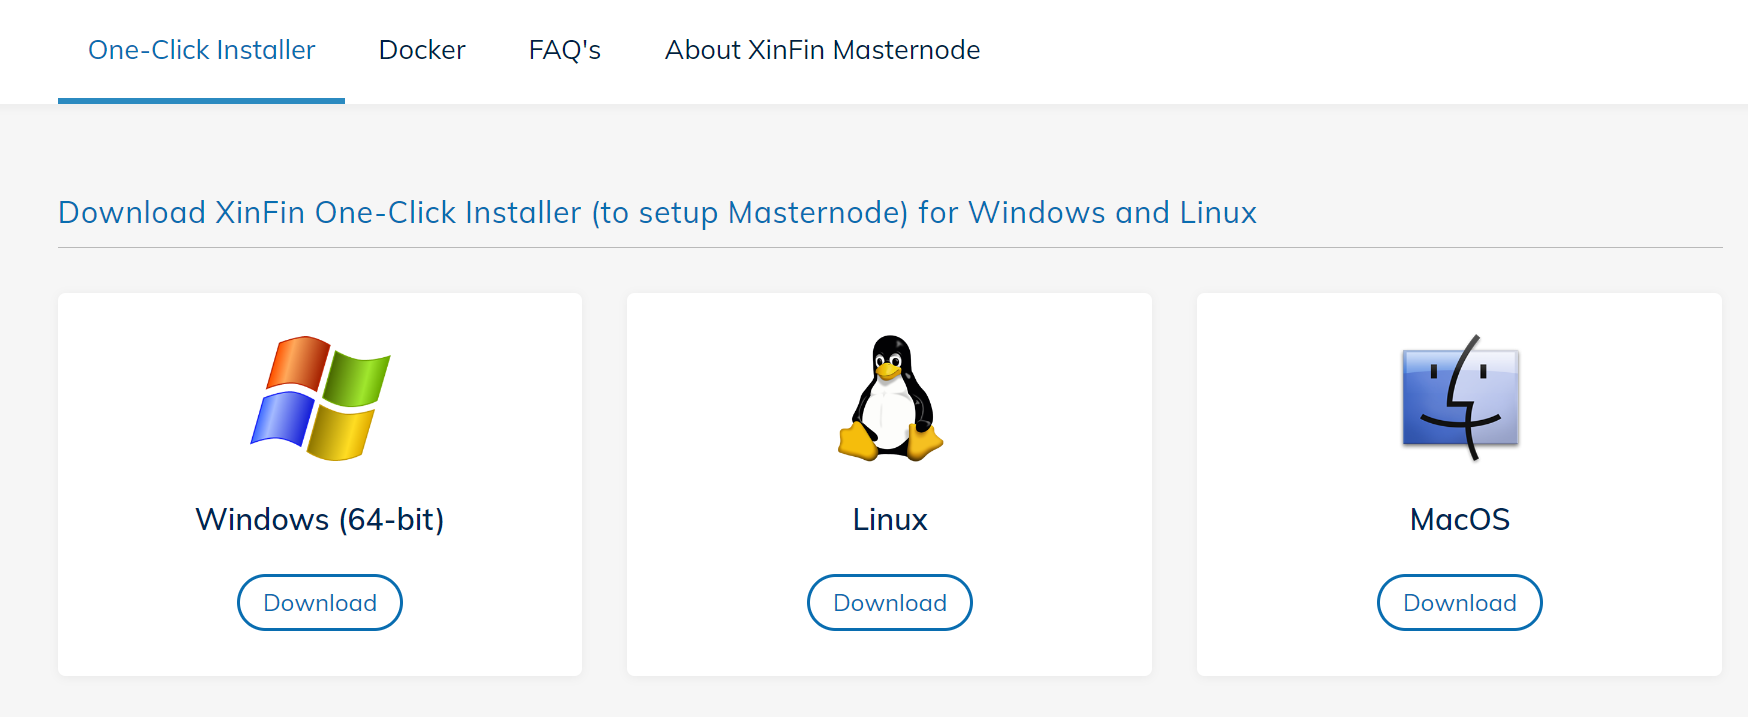 One-Click Installer Docker FAQ's About XinFin Masternode
Download XinFin One-Click Installer (to setup Masternode) for Windows and Linux
Windows (64-bit) Linux MacOS
Download Download Download